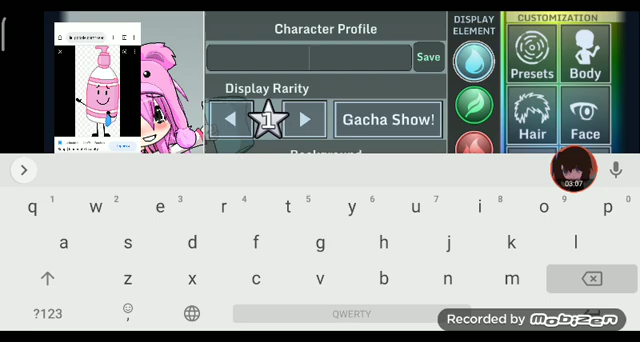 Character Profile
DISPLAY
ELEMENT
CUSTOMIZATION
Save
Presets
Body
Display Rarity
1
Gacha Show!
Hair
Face
03:07
q 1 w 2 e 3 r 4 t 5 y 6 u 7 i 8 o 9 p 0
a s d f g h j k l
z x c v b n m
?123
,
QWERTY
Recorded by Mobizen